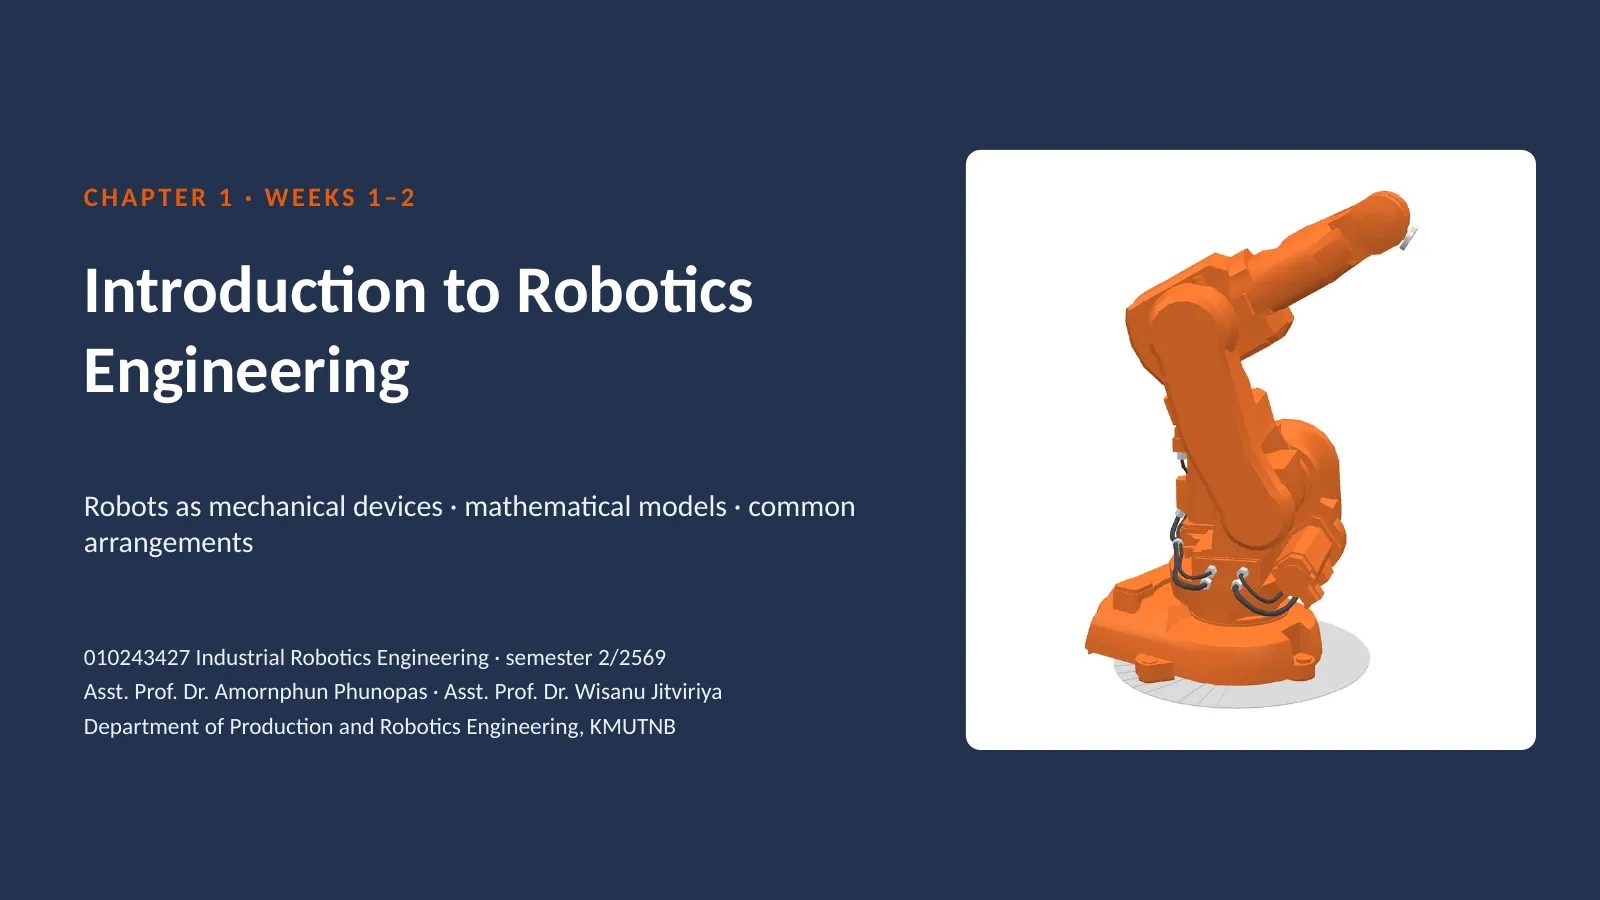 CHAPTER 1 · WEEKS 1–2
Introduction to Robotics
Engineering
Robots as mechanical devices · mathematical models · common
arrangements
010243427 Industrial Robotics Engineering · semester 2/2569
Asst. Prof. Dr. Amornphun Phunopas · Asst. Prof. Dr. Wisanu Jitviriya
Department of Production and Robotics Engineering, KMUTNB